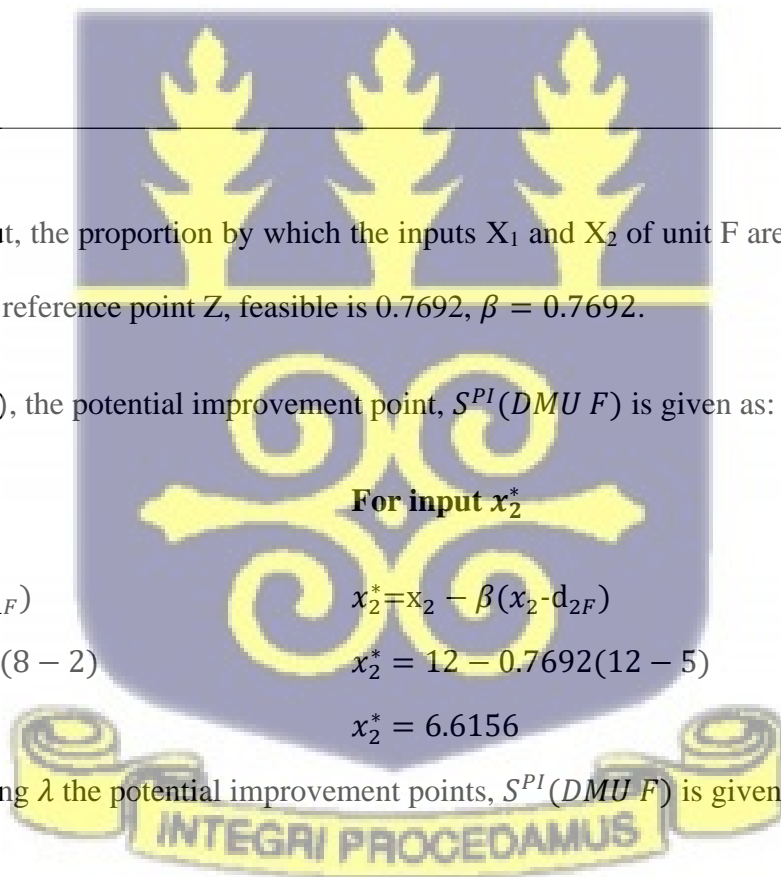 the proportion by which the inputs X₁ and X₂ of unit F are
reference point Z, feasible is 0.7692, β = 0.7692.
, the potential improvement point, S^{PI}(DMU F) is given as:
For input x₂*
x₂*=x₂ − β(x₂-d₂F)
(8 − 2)
x₂* = 12 − 0.7692(12 − 5)
x₂* = 6.6156
λ the potential improvement points, S^{PI}(DMU F) is given
INTEGRI PROCEDAMUS